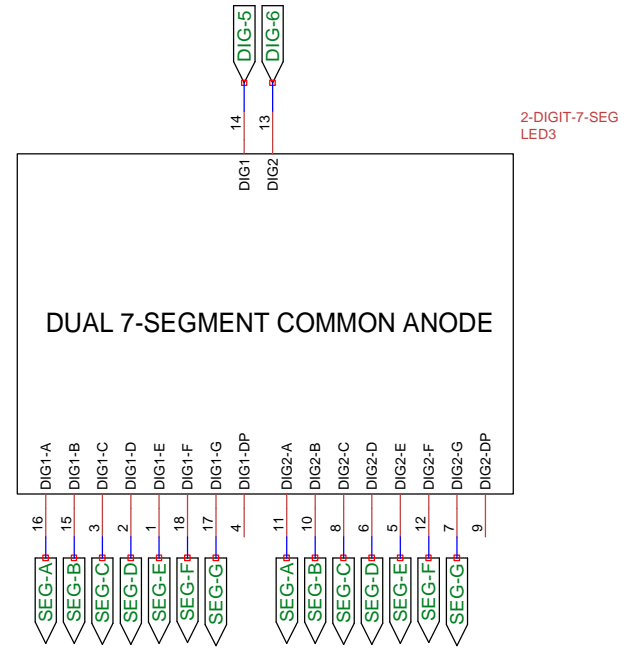 DIG-5
DIG-6
14
13
2-DIGIT-7-SEG
LED3
DIG1
DIG2
DUAL 7-SEGMENT COMMON ANODE
DIG1-A
DIG1-B
DIG1-C
DIG1-D
DIG1-E
DIG1-F
DIG1-G
DIG1-DP
DIG2-A
DIG2-B
DIG2-C
DIG2-D
DIG2-E
DIG2-F
DIG2-G
DIG2-DP
16
15
3
2
1
18
17
4
11
10
8
6
5
12
7
9
SEG-A
SEG-B
SEG-C
SEG-D
SEG-E
SEG-F
SEG-G
SEG-A
SEG-B
SEG-C
SEG-D
SEG-E
SEG-F
SEG-G